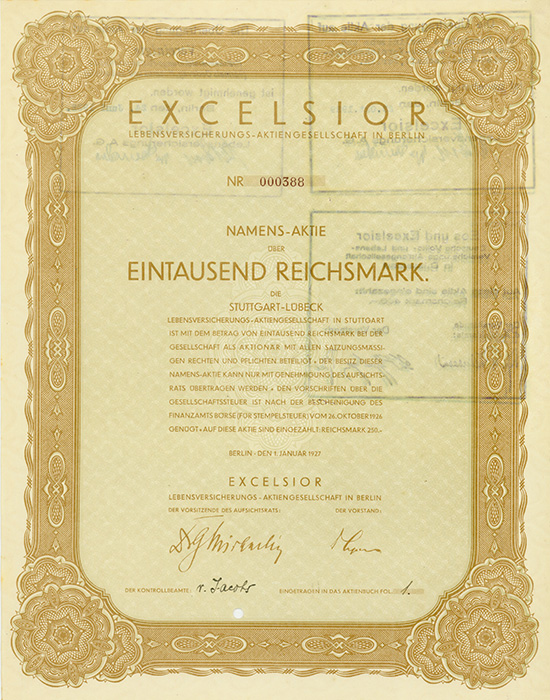 EXCELSIOR
LEBENSVERSICHERUNGS-AKTIENGESELLSCHAFT IN BERLIN
NR 000388
NAMENS-AKTIE
ÜBER
EINTAUSEND REICHSMARK.
DIE
STUTTGART-LÜBECK
LEBENSVERSICHERUNGS-AKTIENGESELLSCHAFT IN STUTTGART
IST MIT DEM BETRAG VON EINTAUSEND REICHSMARK BEI DER
GESELLSCHAFT ALS AKTIONÄR MIT ALLEN SATZUNGSMÄSSI-
GEN RECHTEN UND PFLICHTEN BETEILIGT • DER BESITZ DIESER
NAMENS-AKTIE KANN NUR MIT GENEHMIGUNG DES AUFSICHTS-
RATS ÜBERTRAGEN WERDEN • DEN VORSCHRIFTEN ÜBER DIE
GESELLSCHAFTSSTEUER IST NACH DER BESCHEINIGUNG DES
FINANZAMTS BÖRSE (FÜR STEMPELSTEUER) VOM 26. OKTOBER 1926
GENÜGT • AUF DIESE AKTIE SIND EINGEZAHLT: REICHSMARK 250.-
BERLIN - DEN 1. JANUAR 1927
EXCELSIOR
LEBENSVERSICHERUNGS - AKTIENGESELLSCHAFT IN BERLIN
DER VORSITZENDE DES AUFSICHTSRATS: DER VORSTAND:
DER KONTROLLBEAMTE: v. Jacobs EINGETRAGEN IN DAS AKTIENBUCH FOL. 1.